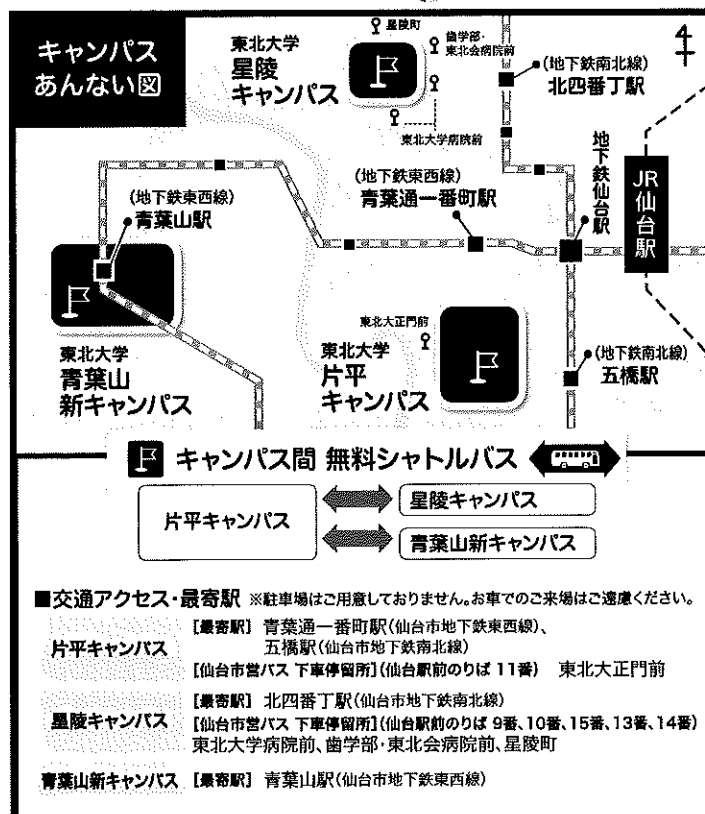 キャンパス
あんない図
東北大学
星陵
キャンパス
星陵町
歯学部・
東北会病院前
東北大学病院前
(地下鉄南北線)
北四番丁駅
地下鉄仙台駅
JR仙台駅
(地下鉄東西線)
青葉通一番町駅
(地下鉄東西線)
青葉山駅
東北大学
青葉山
新キャンパス
東北大正門前
東北大学
片平
キャンパス
(地下鉄南北線)
五橋駅
キャンパス間 無料シャトルバス
片平キャンパス
星陵キャンパス
青葉山新キャンパス
■交通アクセス・最寄駅 ※駐車場はご用意しておりません。お車でのご来場はご遠慮ください。
片平キャンパス
[最寄駅] 青葉通一番町駅(仙台市地下鉄東西線)、
五橋駅(仙台市地下鉄南北線)
[仙台市営バス 下車停留所](仙台駅前のりば 11番) 東北大正門前
星陵キャンパス
[最寄駅] 北四番丁駅(仙台市地下鉄南北線)
[仙台市営バス 下車停留所](仙台駅前のりば 9番、10番、15番、13番、14番)
東北大学病院前、歯学部・東北会病院前、星陵町
青葉山新キャンパス [最寄駅] 青葉山駅(仙台市地下鉄東西線)